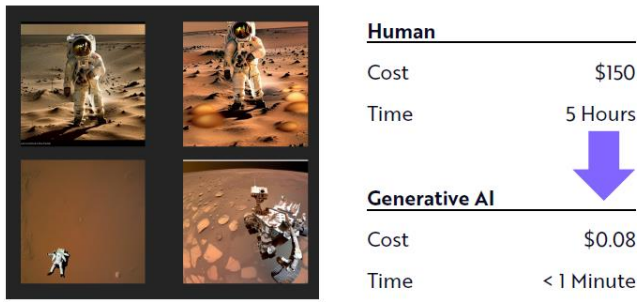 Human
Cost $150
Time 5 Hours
Generative AI
Cost $0.08
Time < 1 Minute